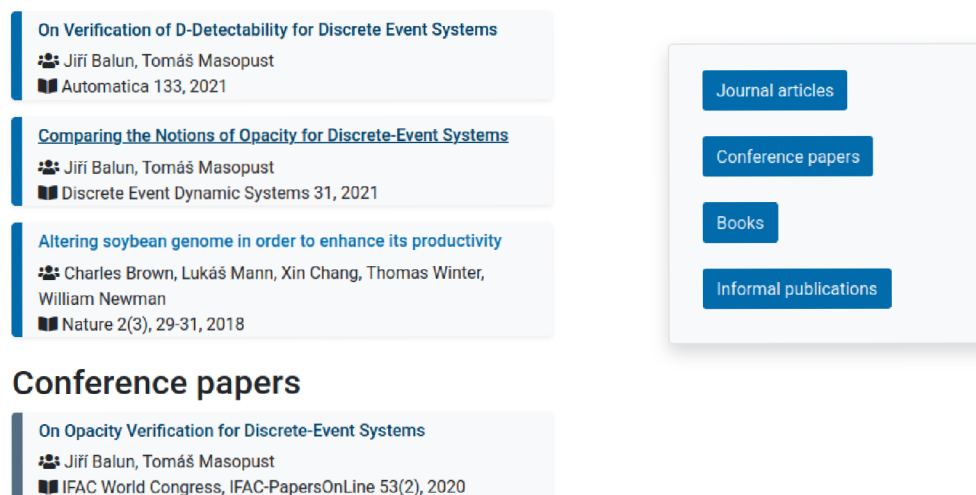 On Verification of D-Detectability for Discrete Event Systems
Jiří Balun, Tomáš Masopust
Automatica 133, 2021
Comparing the Notions of Opacity for Discrete-Event Systems
Jiří Balun, Tomáš Masopust
Discrete Event Dynamic Systems 31, 2021
Altering soybean genome in order to enhance its productivity
Charles Brown, Lukáš Mann, Xin Chang, Thomas Winter,
William Newman
Nature 2(3), 29-31, 2018
Conference papers
On Opacity Verification for Discrete-Event Systems
Jiří Balun, Tomáš Masopust
IFAC World Congress, IFAC-PapersOnLine 53(2), 2020
Journal articles
Conference papers
Books
Informal publications